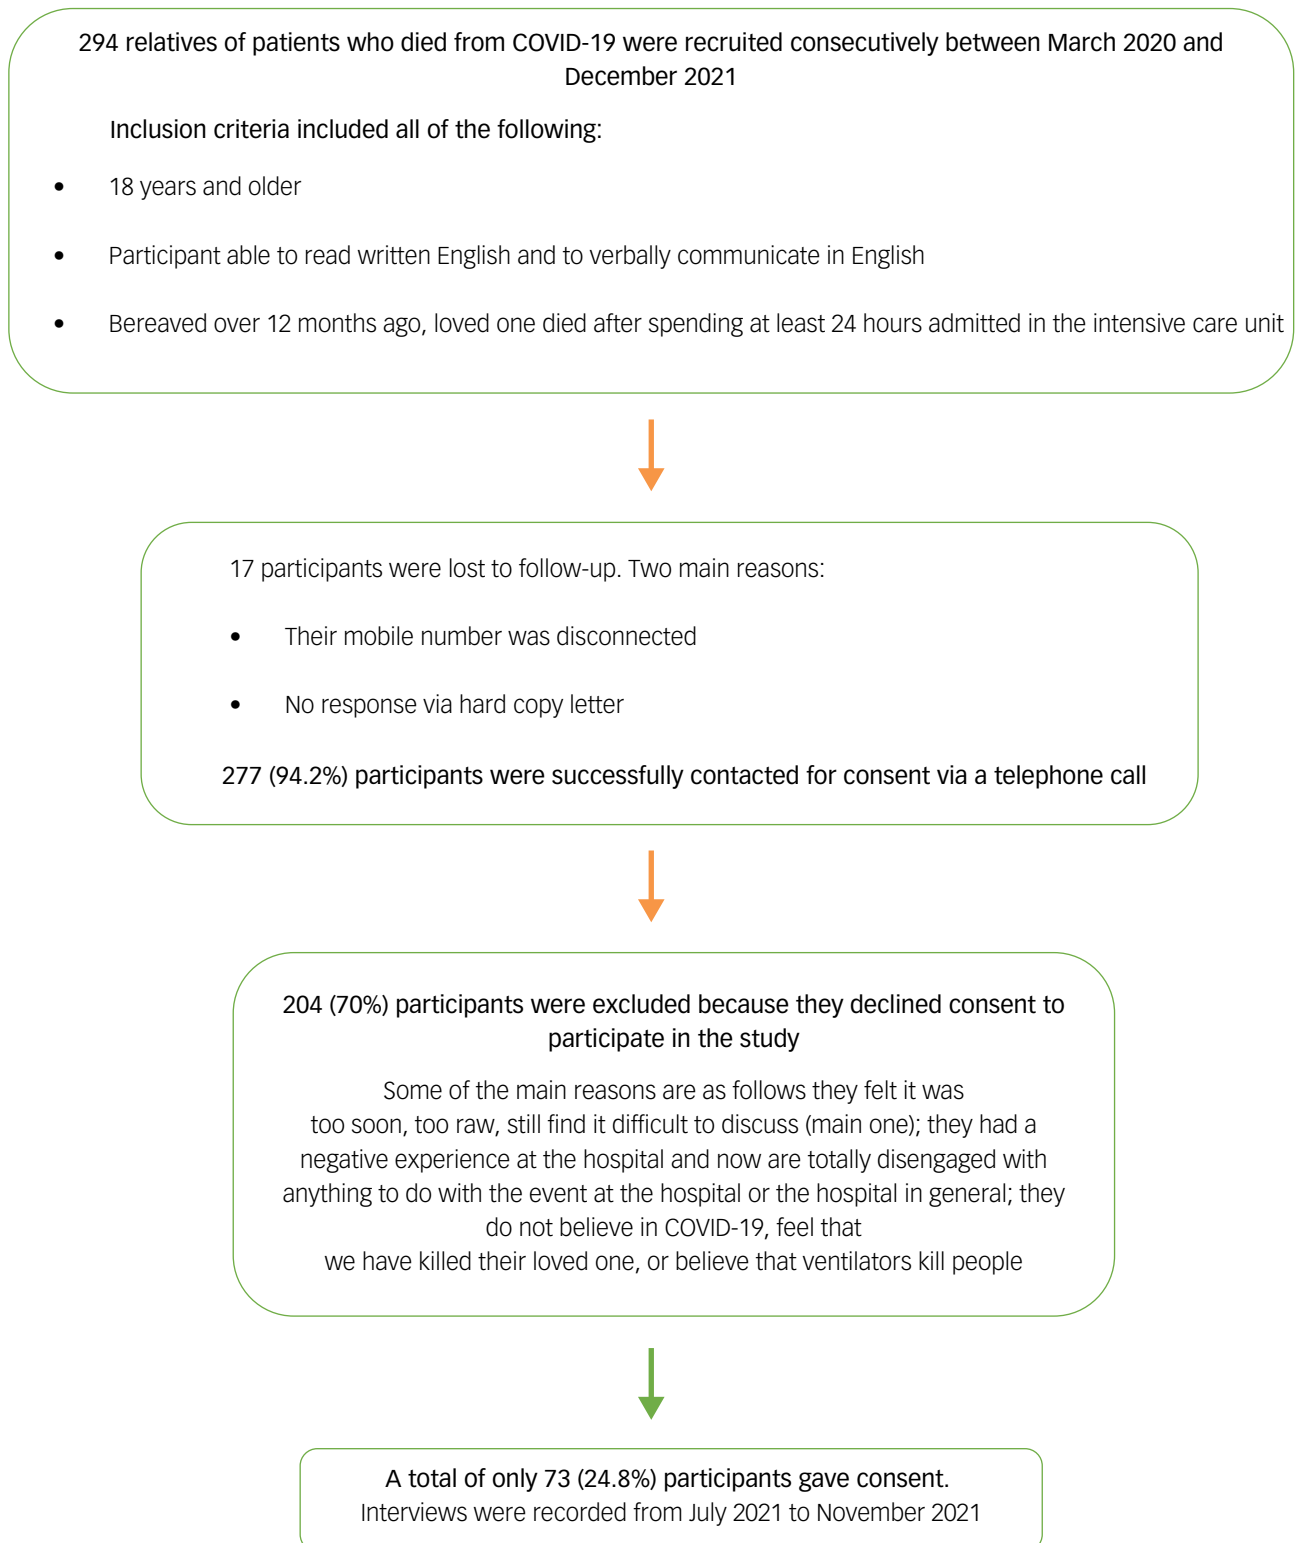 294 relatives of patients who died from COVID-19 were recruited consecutively between March 2020 and
December 2021
Inclusion criteria included all of the following:
• 18 years and older
• Participant able to read written English and to verbally communicate in English
• Bereaved over 12 months ago, loved one died after spending at least 24 hours admitted in the intensive care unit
17 participants were lost to follow-up. Two main reasons:
• Their mobile number was disconnected
• No response via hard copy letter
277 (94.2%) participants were successfully contacted for consent via a telephone call
204 (70%) participants were excluded because they declined consent to
participate in the study
Some of the main reasons are as follows they felt it was
too soon, too raw, still find it difficult to discuss (main one); they had a
negative experience at the hospital and now are totally disengaged with
anything to do with the event at the hospital or the hospital in general; they
do not believe in COVID-19, feel that
we have killed their loved one, or believe that ventilators kill people
A total of only 73 (24.8%) participants gave consent.
Interviews were recorded from July 2021 to November 2021